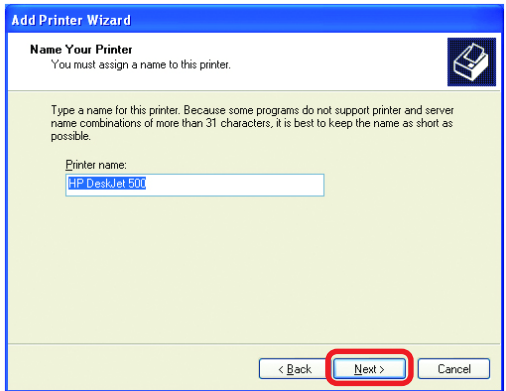 Add Printer Wizard
Name Your Printer
You must assign a name to this printer.
Type a name for this printer. Because some programs do not support printer and server
name combinations of more than 31 characters, it is best to keep the name as short as
possible.
Printer name:
HP DeskJet 500
< Back Next > Cancel